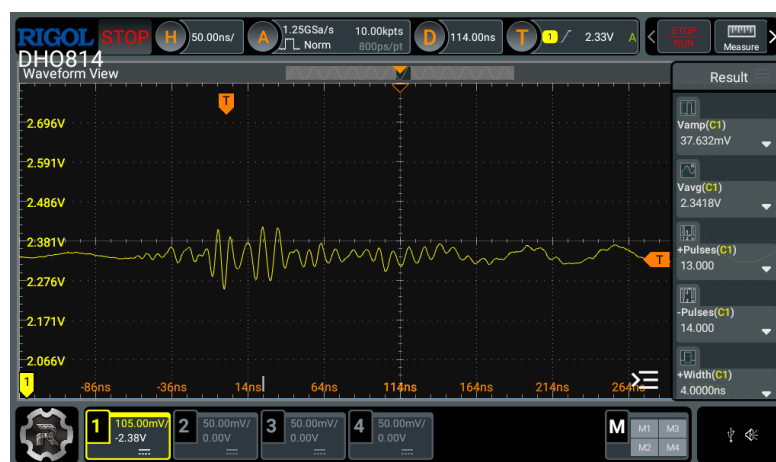 RIGOL STOP H 50.00ns/ A 1.25GSa/s 10.00kpts D 114.00ns T 1 2.33V A < STOP >
Norm 800ps/pt RUN Measure
DHO814
Waveform View Result
T
2.696V Vamp(C1)
37.632mV
2.591V
Vavg(C1)
2.486V 2.3418V
2.381V
+Pulses(C1)
T
13.000
2.276V
-Pulses(C1)
2.171V 14.000
2.066V
+Width(C1)
1 -86ns -36ns 14ns 64ns 114ns 164ns 214ns 264ns 4.0000ns
1 105.00mV/ 2 50.00mV/ 3 50.00mV/ 4 50.00mV/ M M1 M3
-2.38V 0.00V 0.00V 0.00V M2 M4